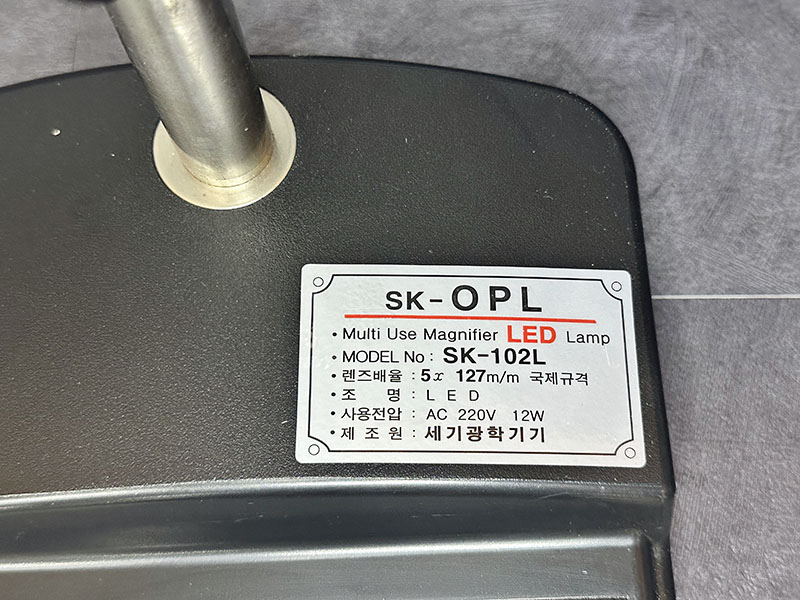 SK-OPL
• Multi Use Magnifier LED Lamp
• MODEL No : SK-102L
• 렌즈배율 : 5x 127m/m 국제규격
• 조 명 : L E D
• 사용전압 : AC 220V 12W
• 제 조 원 : 세기광학기기